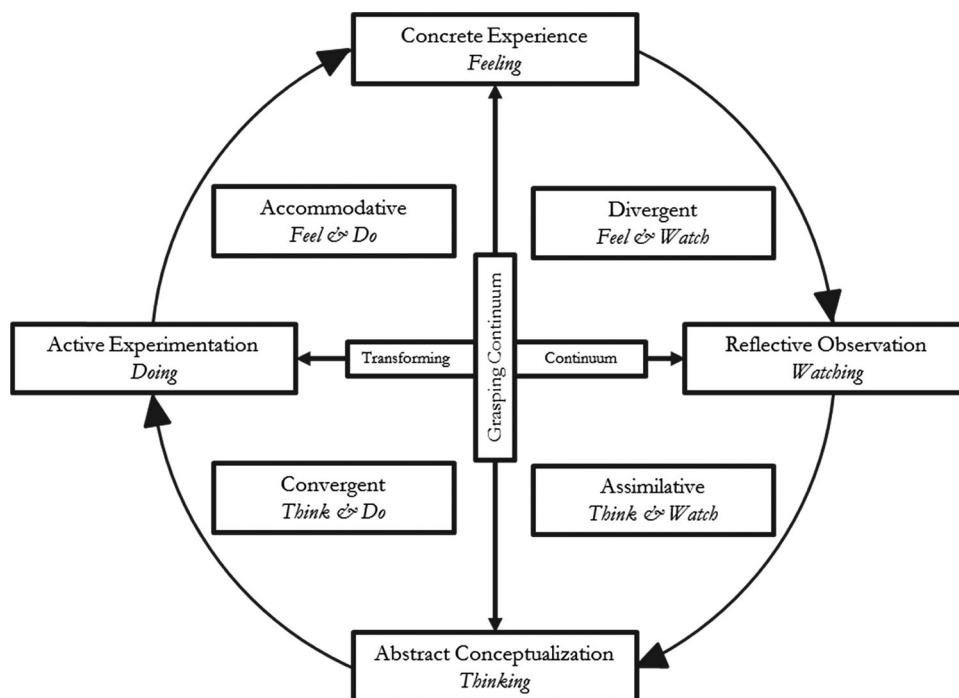 Concrete Experience
Feeling
Accommodative
Feel & Do
Divergent
Feel & Watch
Active Experimentation
Doing
Transforming
Grasping Continuum
Continuum
Reflective Observation
Watching
Convergent
Think & Do
Assimilative
Think & Watch
Abstract Conceptualization
Thinking